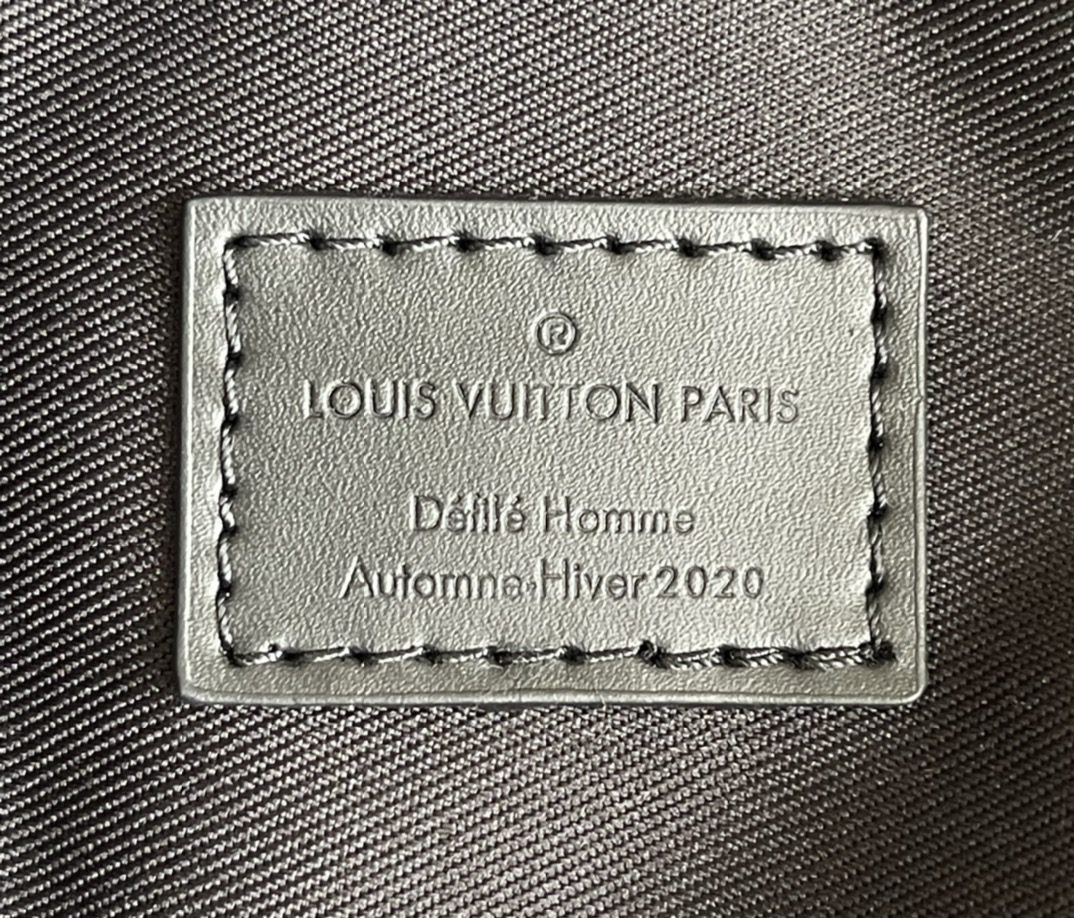 ®
LOUIS VUITTON PARIS
Défilé Homme
Automne-Hiver 2020